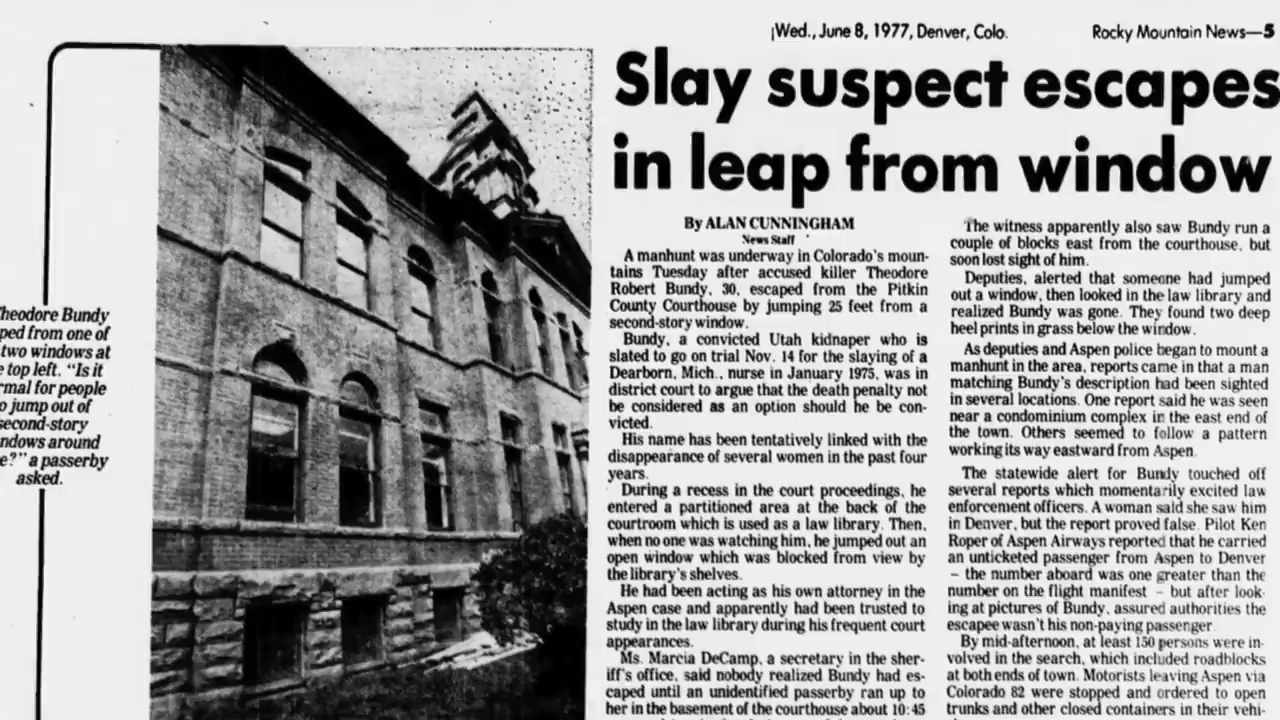 Wed., June 8, 1977, Denver, Colo.
Rocky Mountain News—5
Slay suspect escapes
in leap from window
heodore Bundy
ped from one of
two windows at
e top left. "Is it
rmal for people
o jump out of
second-story
ndows around
e?" a passerby
asked.
By ALAN CUNNINGHAM
News Staff
A manhunt was underway in Colorado's moun-
tains Tuesday after accused killer Theodore
Robert Bundy, 30, escaped from the Pitkin
County Courthouse by jumping 25 feet from a
second-story window.
Bundy, a convicted Utah kidnaper who is
slated to go on trial Nov. 14 for the slaying of a
Dearborn, Mich., nurse in January 1975, was in
district court to argue that the death penalty not
be considered as an option should he be con-
victed.
His name has been tentatively linked with the
disappearance of several women in the past four
years.
During a recess in the court proceedings, he
entered a partitioned area at the back of the
courtroom which is used as a law library. Then,
when no one was watching him, he jumped out an
open window which was blocked from view by
the library's shelves.
He had been acting as his own attorney in the
Aspen case and apparently had been trusted to
study in the law library during his frequent court
appearances.
Ms. Marcia DeCamp, a secretary in the sher-
iff's office, said nobody realized Bundy had es-
caped until an unidentified passerby ran up to
her in the basement of the courthouse about 10:45
The witness apparently also saw Bundy run a
couple of blocks east from the courthouse, but
soon lost sight of him.
Deputies, alerted that someone had jumped
out a window, then looked in the law library and
realized Bundy was gone. They found two deep
heel prints in grass below the window.
As deputies and Aspen police began to mount a
manhunt in the area, reports came in that a man
matching Bundy's description had been sighted
in several locations. One report said he was seen
near a condominium complex in the east end of
the town. Others seemed to follow a pattern
working its way eastward from Aspen.
The statewide alert for Bundy touched off
several reports which momentarily excited law
enforcement officers. A woman said she saw him
in Denver, but the report proved false. Pilot Ken
Roper of Aspen Airways reported that he carried
an unticketed passenger from Aspen to Denver
— the number aboard was one greater than the
number on the flight manifest — but after look-
ing at pictures of Bundy, assured authorities the
escapee wasn't his non-paying passenger.
By mid-afternoon, at least 150 persons were in-
volved in the search, which included roadblocks
at both ends of town. Motorists leaving Aspen via
Colorado 82 were stopped and ordered to open
trunks and other closed containers in their vehi-